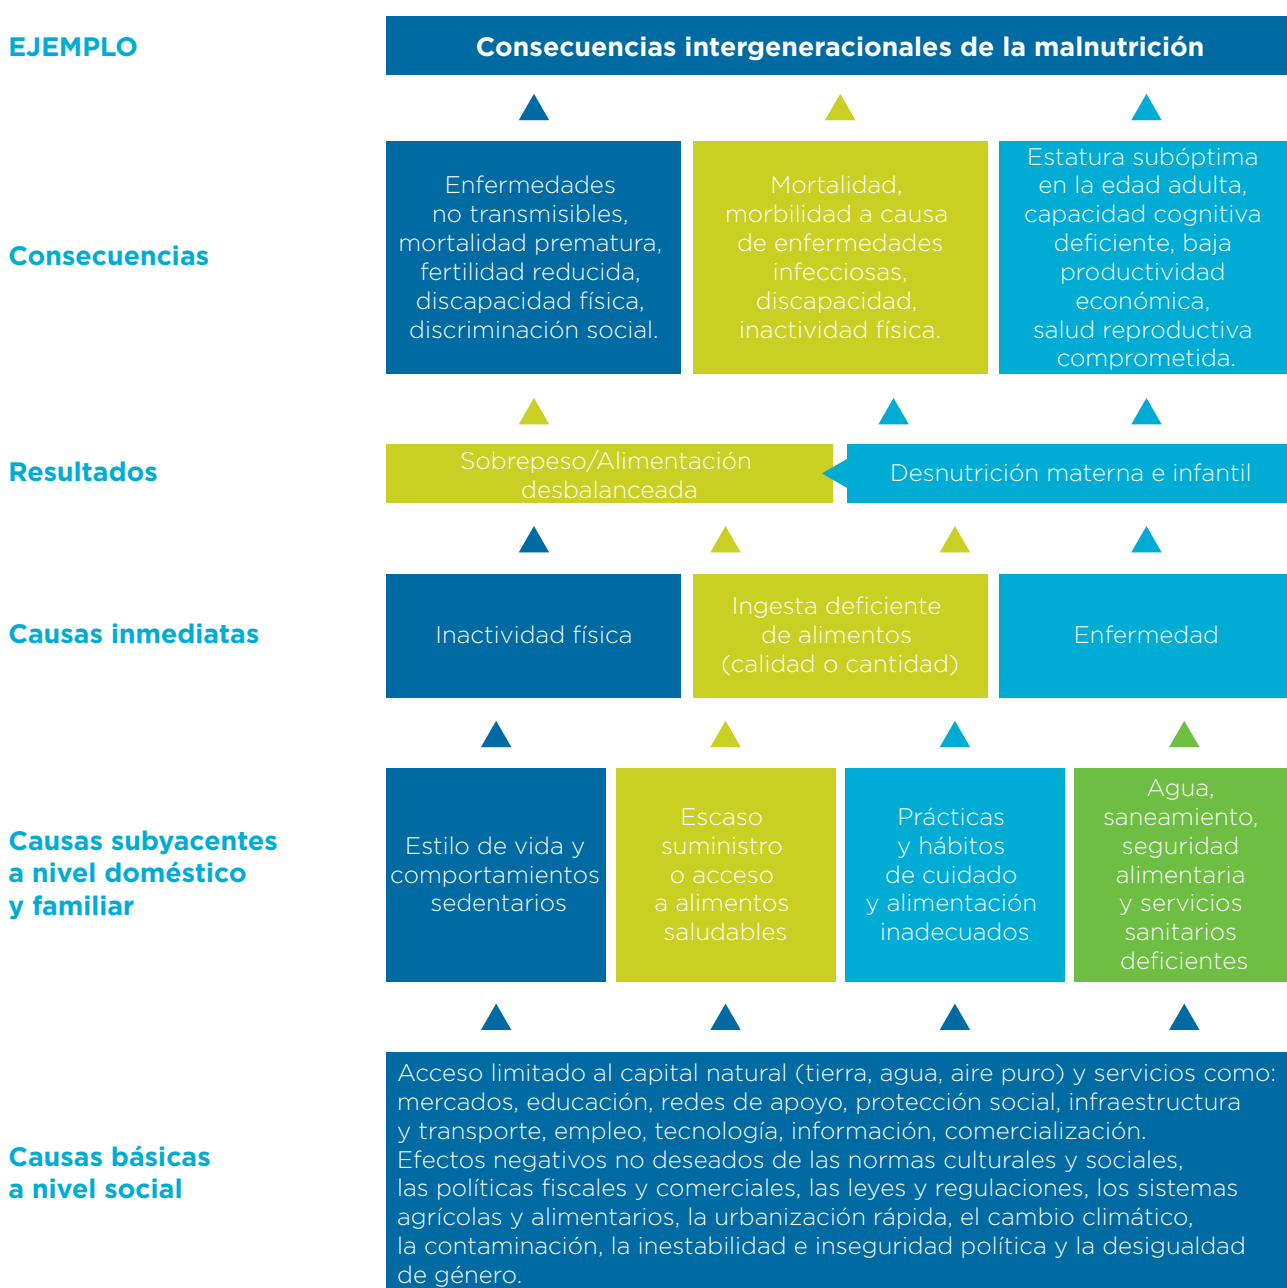 EJEMPLO
Consecuencias intergeneracionales de la malnutrición
Consecuencias
Enfermedades
no transmisibles,
mortalidad prematura,
fertilidad reducida,
discapacidad física,
discriminación social.
Mortalidad,
morbilidad a causa
de enfermedades
infecciosas,
discapacidad,
inactividad física.
Estatura subóptima
en la edad adulta,
capacidad cognitiva
deficiente, baja
productividad
económica,
salud reproductiva
comprometida.
Resultados
Sobrepeso/Alimentación
desbalanceada
Desnutrición materna e infantil
Causas inmediatas
Inactividad física
Ingesta deficiente
de alimentos
(calidad o cantidad)
Enfermedad
Causas subyacentes
a nivel doméstico
y familiar
Estilo de vida y
comportamientos
sedentarios
Escaso
suministro
o acceso
a alimentos
saludables
Prácticas
y hábitos
de cuidado
y alimentación
inadecuados
Agua,
saneamiento,
seguridad
alimentaria
y servicios
sanitarios
deficientes
Causas básicas
a nivel social
Acceso limitado al capital natural (tierra, agua, aire puro) y servicios como:
mercados, educación, redes de apoyo, protección social, infraestructura
y transporte, empleo, tecnología, información, comercialización.
Efectos negativos no deseados de las normas culturales y sociales,
las políticas fiscales y comerciales, las leyes y regulaciones, los sistemas
agrícolas y alimentarios, la urbanización rápida, el cambio climático,
la contaminación, la inestabilidad e inseguridad política y la desigualdad
de género.